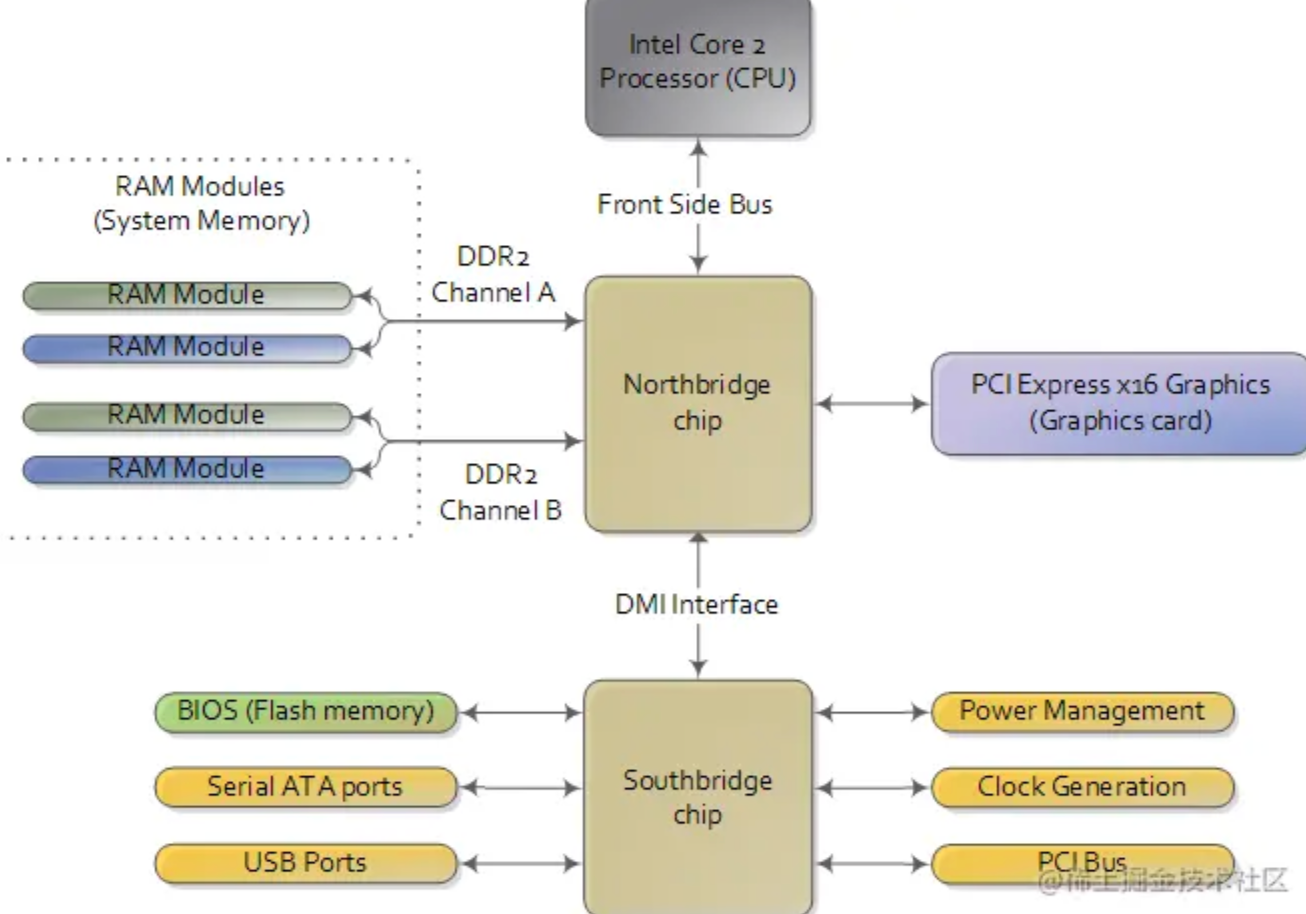 Intel Core 2
Processor (CPU)
Front Side Bus
RAM Modules
(System Memory)
DDR2
Channel A
RAM Module
RAM Module
RAM Module
RAM Module
DDR2
Channel B
Northbridge
chip
PCI Express x16 Graphics
(Graphics card)
DMI Interface
BIOS (Flash memory)
Serial ATA ports
USB Ports
Southbridge
chip
Power Management
Clock Generation
PCI Bus
@稀土掘金技术社区